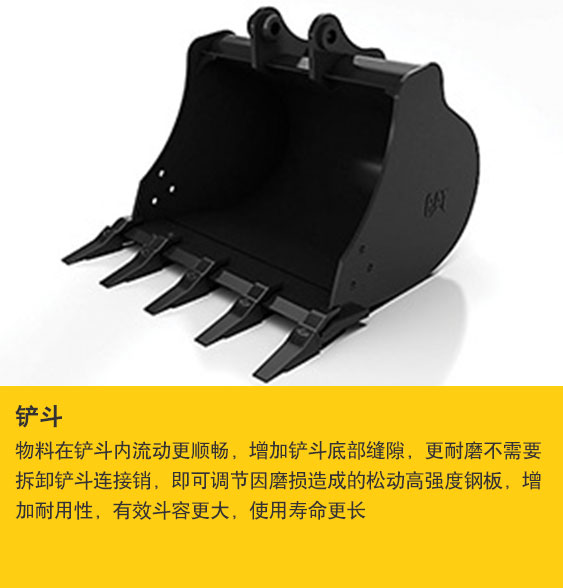 CAT
铲斗
物料在铲斗内流动更顺畅，增加铲斗底部缝隙，更耐磨不需要
拆卸铲斗连接销，即可调节因磨损造成的松动高强度钢板，增
加耐用性，有效斗容更大，使用寿命更长